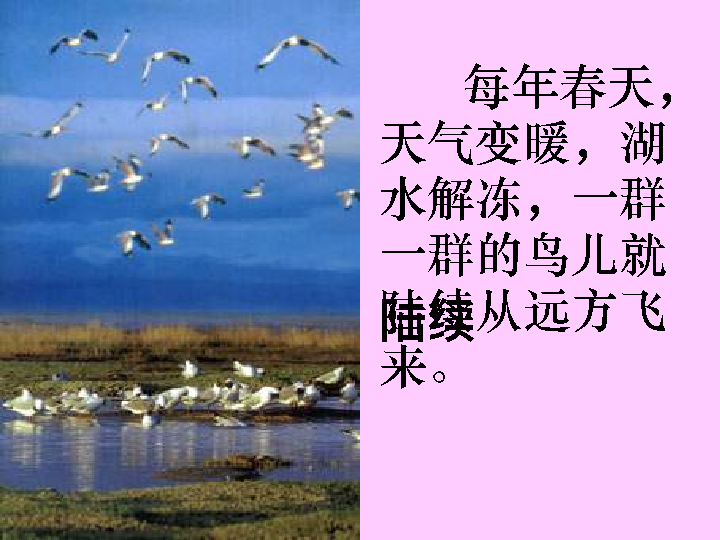 每年春天，
天气变暖，湖
水解冻，一群
一群的鸟儿就
陆续从远方飞
来。